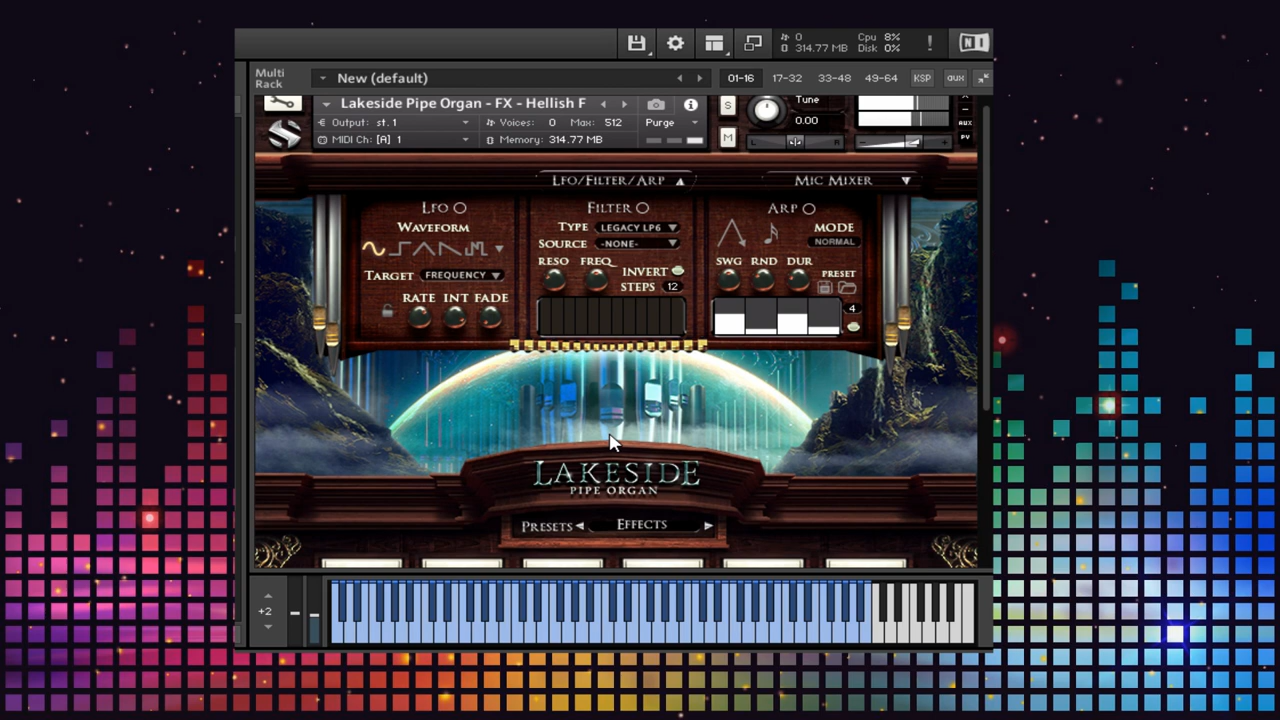 0
314.77 MB
Cpu 8%
Disk 0%
!
NI
Multi
Rack
New (default)
01-16 17-32 33-48 49-64 KSP aux
Lakeside Pipe Organ - FX - Hellish F
Output: st.1
Voices: 0 Max: 512
Purge
MIDI Ch: [A] 1
Memory: 314.77 MB
S
M
Tune
0.00
L R
- +
AUX
PV
LFO/FILTER/ARP
MIC MIXER
LFO
WAVEFORM
TARGET FREQUENCY
RATE INT FADE
FILTER
TYPE LEGACY LP6
SOURCE -NONE-
RESO FREQ
INVERT
STEPS 12
ARP
MODE
NORMAL
SWG RND DUR
PRESET
4
LAKESIDE
PIPE ORGAN
PRESETS EFFECTS
+2